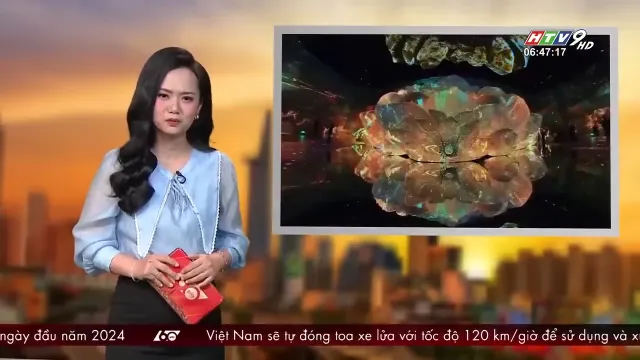 HTV9 HD
06:47:17
ngày đầu năm 2024 60 Việt Nam sẽ tự đóng toa xe lửa với tốc độ 120 km/giờ để sử dụng và x